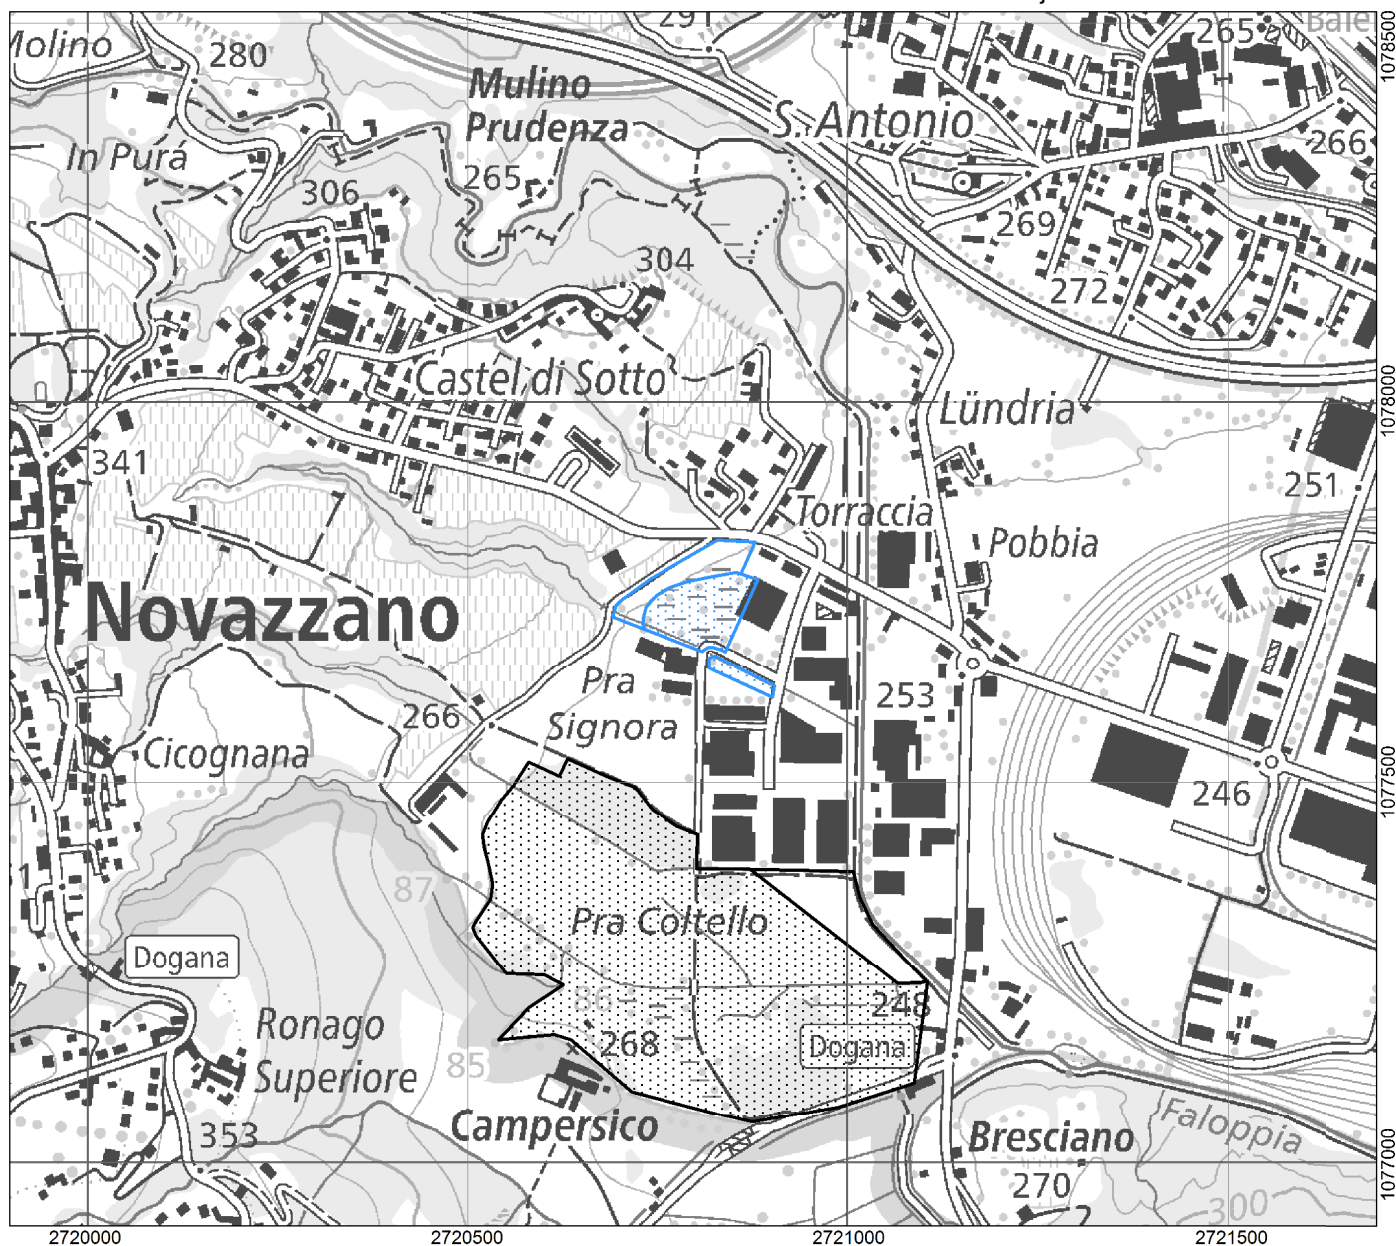 291
265
Molino
280
Mulino
Prudenza
S. Antonio
In Purá
306
265
266
269
304
272
Castel di Sotto
Lündria
341
251
Torraccia
Pobbia
Novazzano
Pra
Signora
266
253
Cicognana
246
87
Pra Coltello
Dogana
86
248
Ronago
Superiore
268
Dogana
85
Campersico
353
Bresciano
Faloppia
270
300
2720000
2720500
2721000
2721500
1078500
1078000
1077500
1077000